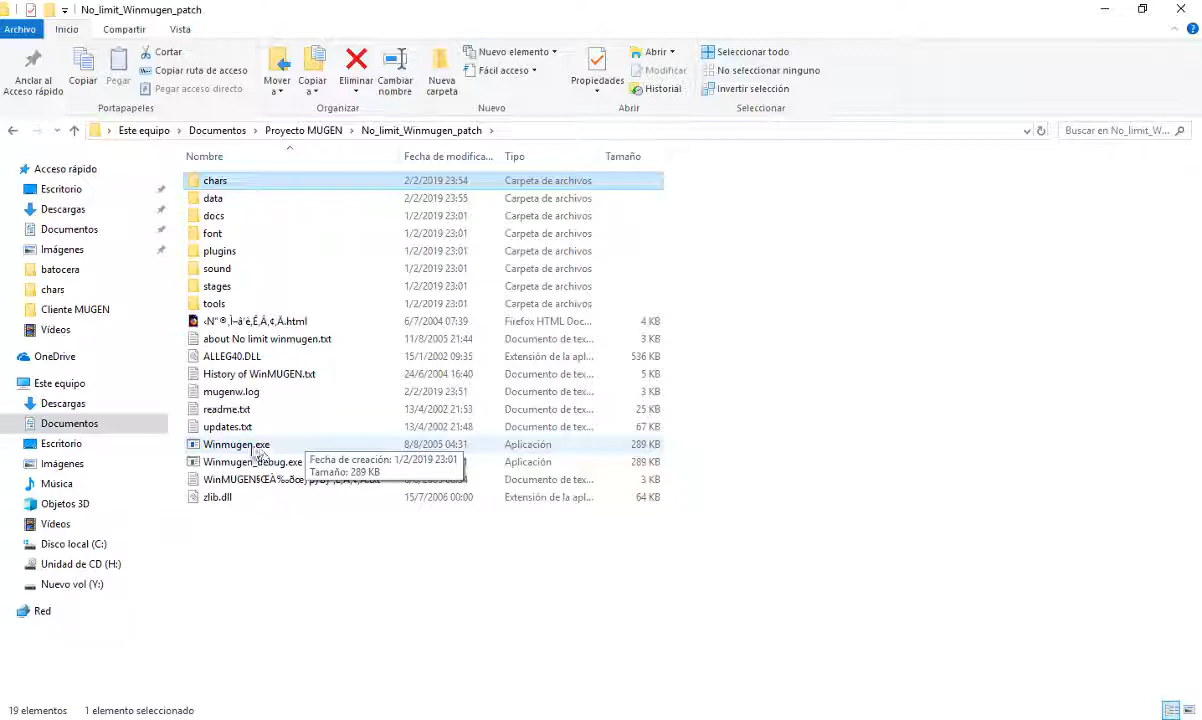 No_limit_Winmugen_patch
Archivo Inicio Compartir Vista
Anclar al Acceso rápido
Copiar
Pegar
Cortar
Copiar ruta de acceso
Pegar acceso directo
Portapapeles
Mover a
Copiar a
Eliminar
Cambiar nombre
Organizar
Nueva carpeta
Nuevo elemento
Fácil acceso
Nuevo
Propiedades
Abrir
Modificar
Historial
Abrir
Seleccionar todo
No seleccionar ninguno
Invertir selección
Seleccionar
Este equipo > Documentos > Proyecto MUGEN > No_limit_Winmugen_patch >
Buscar en No_limit_W...
Acceso rápido
Escritorio
Descargas
Documentos
Imágenes
batocera
chars
Cliente MUGEN
Vídeos
OneDrive
Este equipo
Descargas
Documentos
Escritorio
Imágenes
Música
Objetos 3D
Vídeos
Disco local (C:)
Unidad de CD (H:)
Nuevo vol (Y:)
Red
Nombre Fecha de modifica... Tipo Tamaño
chars 2/2/2019 23:54 Carpeta de archivos
data 2/2/2019 23:55 Carpeta de archivos
docs 1/2/2019 23:01 Carpeta de archivos
font 1/2/2019 23:01 Carpeta de archivos
plugins 1/2/2019 23:01 Carpeta de archivos
sound 1/2/2019 23:01 Carpeta de archivos
stages 1/2/2019 23:01 Carpeta de archivos
tools 1/2/2019 23:01 Carpeta de archivos
6/7/2004 07:39 Firefox HTML Doc... 4 KB
about No limit winmugen.txt 11/8/2005 21:44 Documento de tex... 3 KB
ALLEG40.DLL 15/1/2002 09:35 Extensión de la apl... 536 KB
History of WinMUGEN.txt 24/6/2004 16:40 Documento de tex... 5 KB
mugenw.log 2/2/2019 23:51 Documento de tex... 3 KB
readme.txt 13/4/2002 21:53 Documento de tex... 25 KB
updates.txt 13/4/2002 21:48 Documento de tex... 67 KB
Winmugen.exe 8/8/2005 04:31 Aplicación 289 KB
Winmugen_debug.exe Aplicación 289 KB
Documento de tex... 3 KB
zlib.dll 15/7/2006 00:00 Extensión de la apl... 64 KB
Fecha de creación: 1/2/2019 23:01
Tamaño: 289 KB
19 elementos 1 elemento seleccionado